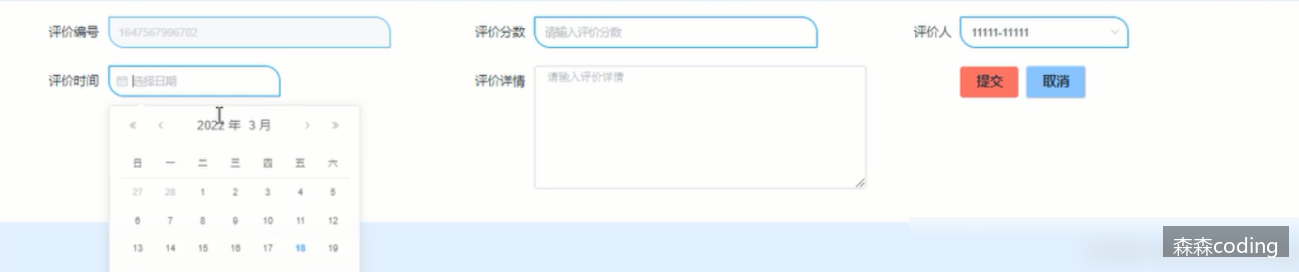 评价编号 1647567996702 评价分数 请输入评价分数 评价人 11111-11111
评价时间 选择日期 评价详情 请输入评价详情 提交 取消
2022 年 3 月
日 一 二 三 四 五 六
27 28 1 2 3 4 5
6 7 8 9 10 11 12
13 14 15 16 17 18 19
森森coding